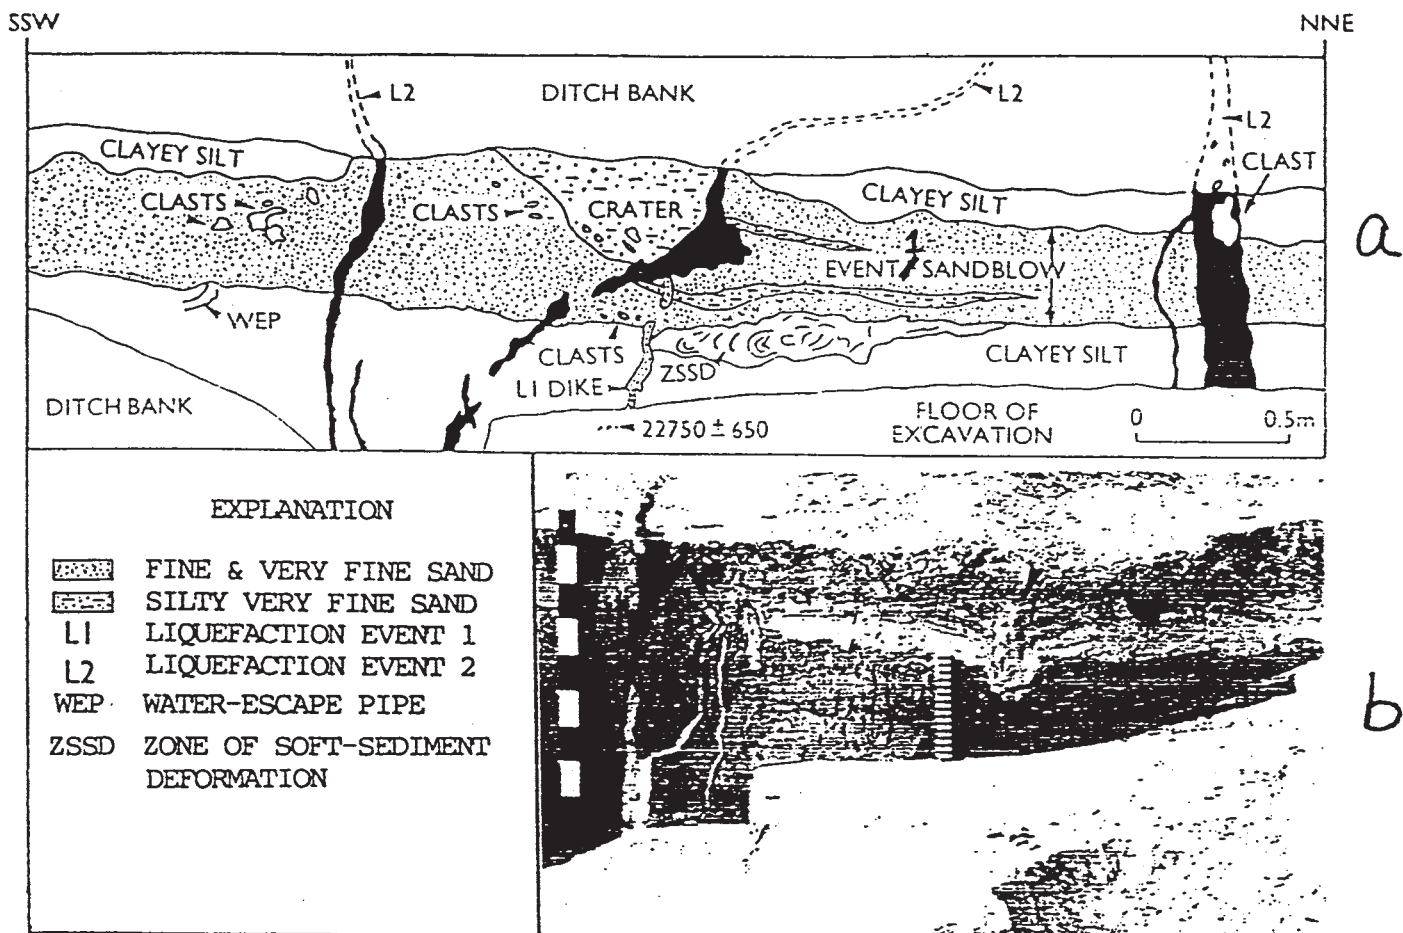 SSW
NNE
L2
DITCH BANK
L2
L2
CLAYEY SILT
CLAST
CLASTS
CLASTS
CRATER
CLAYEY SILT
a
1
EVENT SANDBLOW
WEP
CLASTS
ZSSD
CLAYEY SILT
L1 DIKE
DITCH BANK
22750 ± 650
FLOOR OF
EXCAVATION
0 0.5m
EXPLANATION
FINE & VERY FINE SAND
SILTY VERY FINE SAND
L1 LIQUEFACTION EVENT 1
L2 LIQUEFACTION EVENT 2
WEP WATER-ESCAPE PIPE
ZSSD ZONE OF SOFT-SEDIMENT
DEFORMATION
b